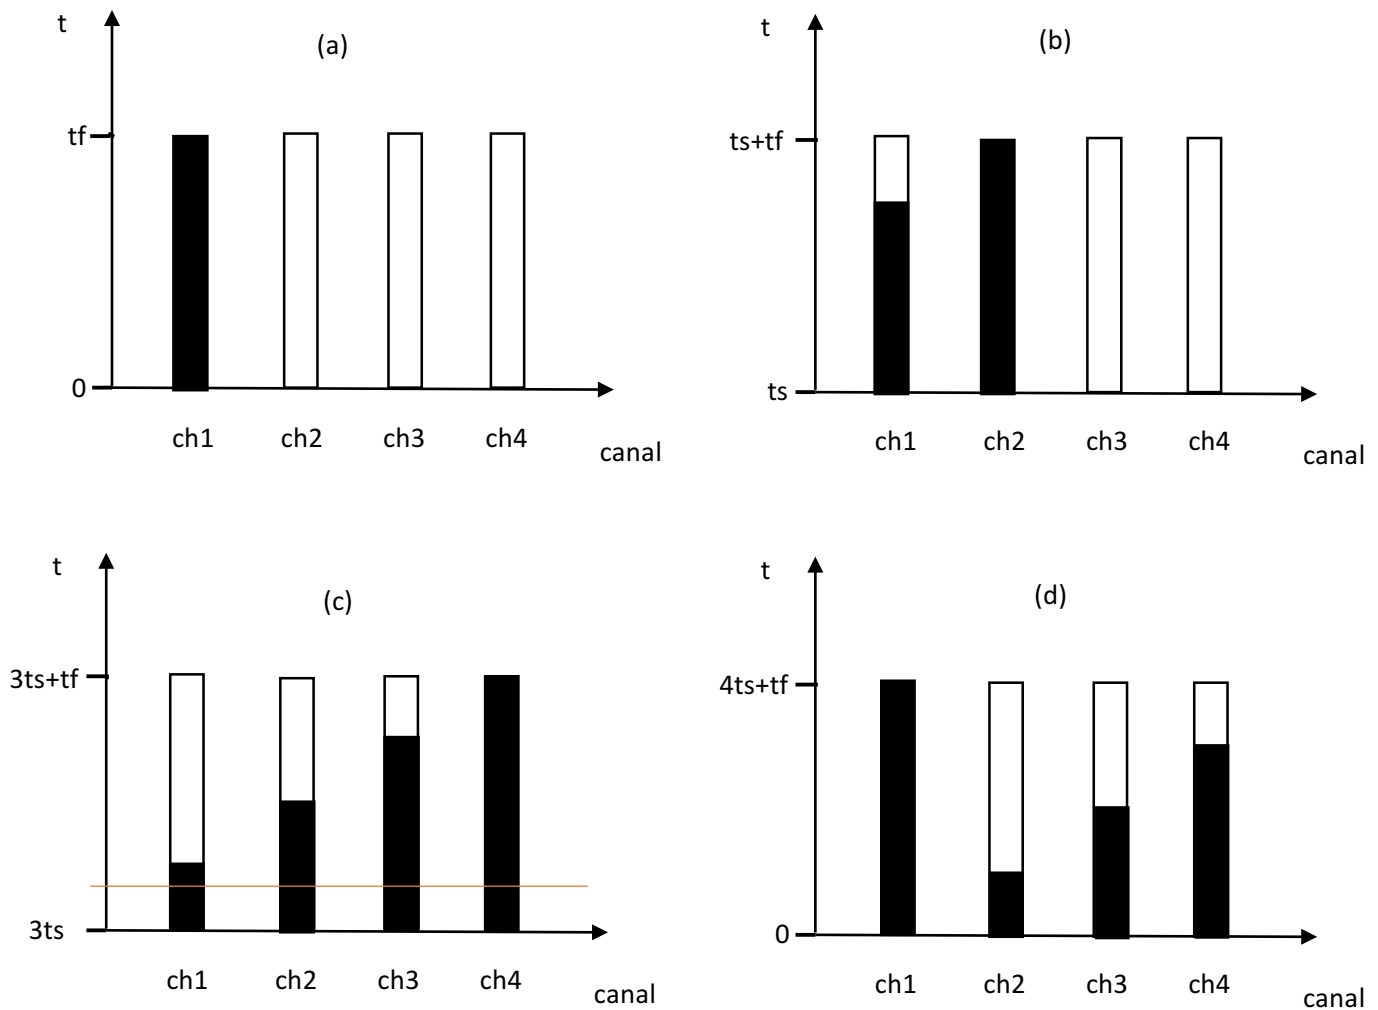 t
(a)
tf
0
ch1 ch2 ch3 ch4
canal
t
(b)
ts+tf
ts
ch1 ch2 ch3 ch4
canal
t
(c)
3ts+tf
3ts
ch1 ch2 ch3 ch4
canal
t
(d)
4ts+tf
0
ch1 ch2 ch3 ch4
canal